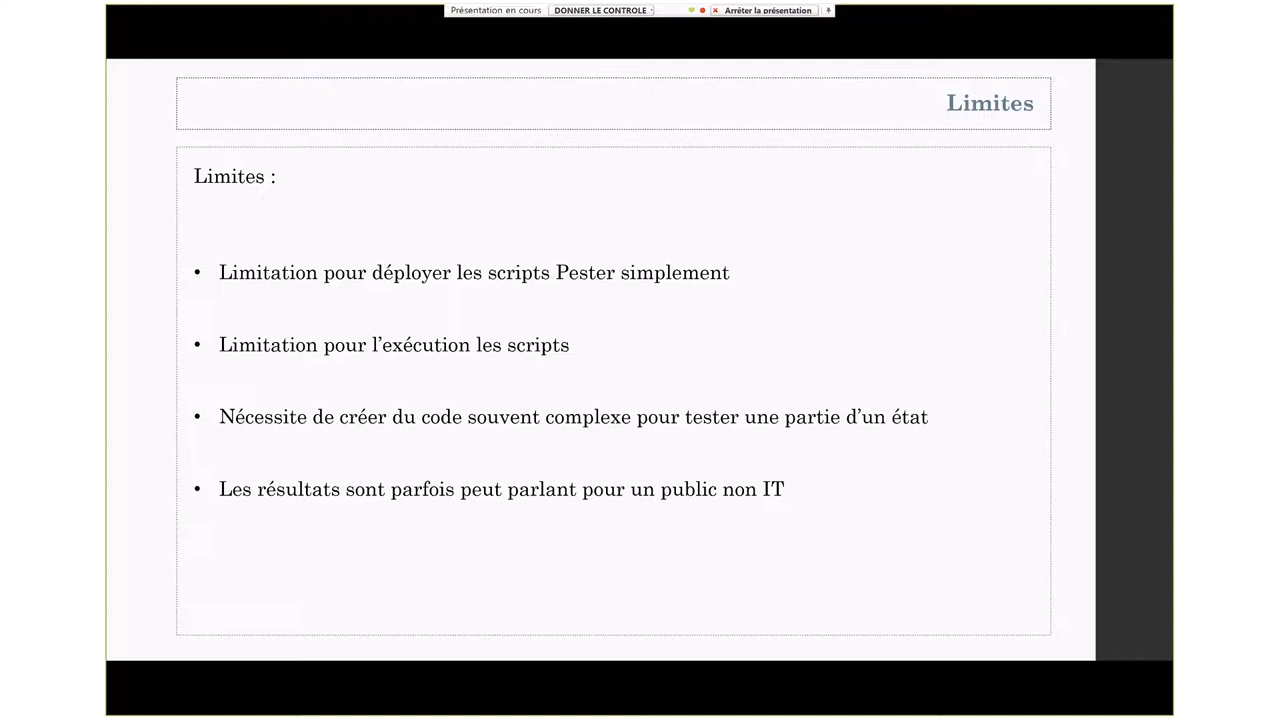 Présentation en cours DONNER LE CONTROLE Arrêter la présentation
Limites
Limites :
• Limitation pour déployer les scripts Pester simplement
• Limitation pour l’exécution les scripts
• Nécessite de créer du code souvent complexe pour tester une partie d’un état
• Les résultats sont parfois peut parlant pour un public non IT